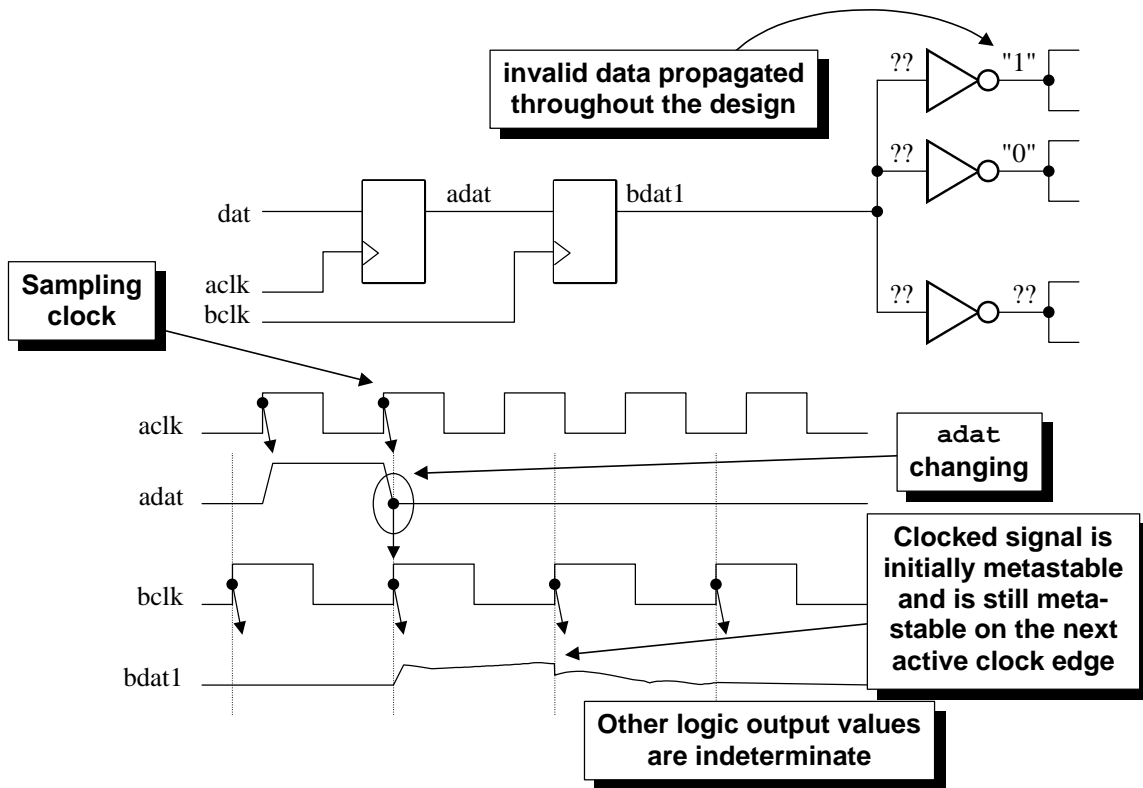 invalid data propagated
throughout the design
?? "1"
?? "0"
dat
adat
bdat1
aclk
bclk
?? ??
Sampling
clock
aclk
adat
changing
adat
Clocked signal is
initially metastable
and is still meta-
stable on the next
active clock edge
bclk
bdat1
Other logic output values
are indeterminate